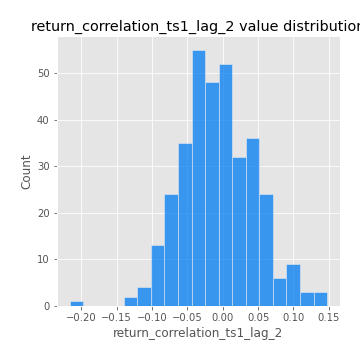 return_correlation_ts1_lag_2 value distribution
50
40
30
20
10
0
Count
−0.20 −0.15 −0.10 −0.05 0.00 0.05 0.10 0.15
return_correlation_ts1_lag_2